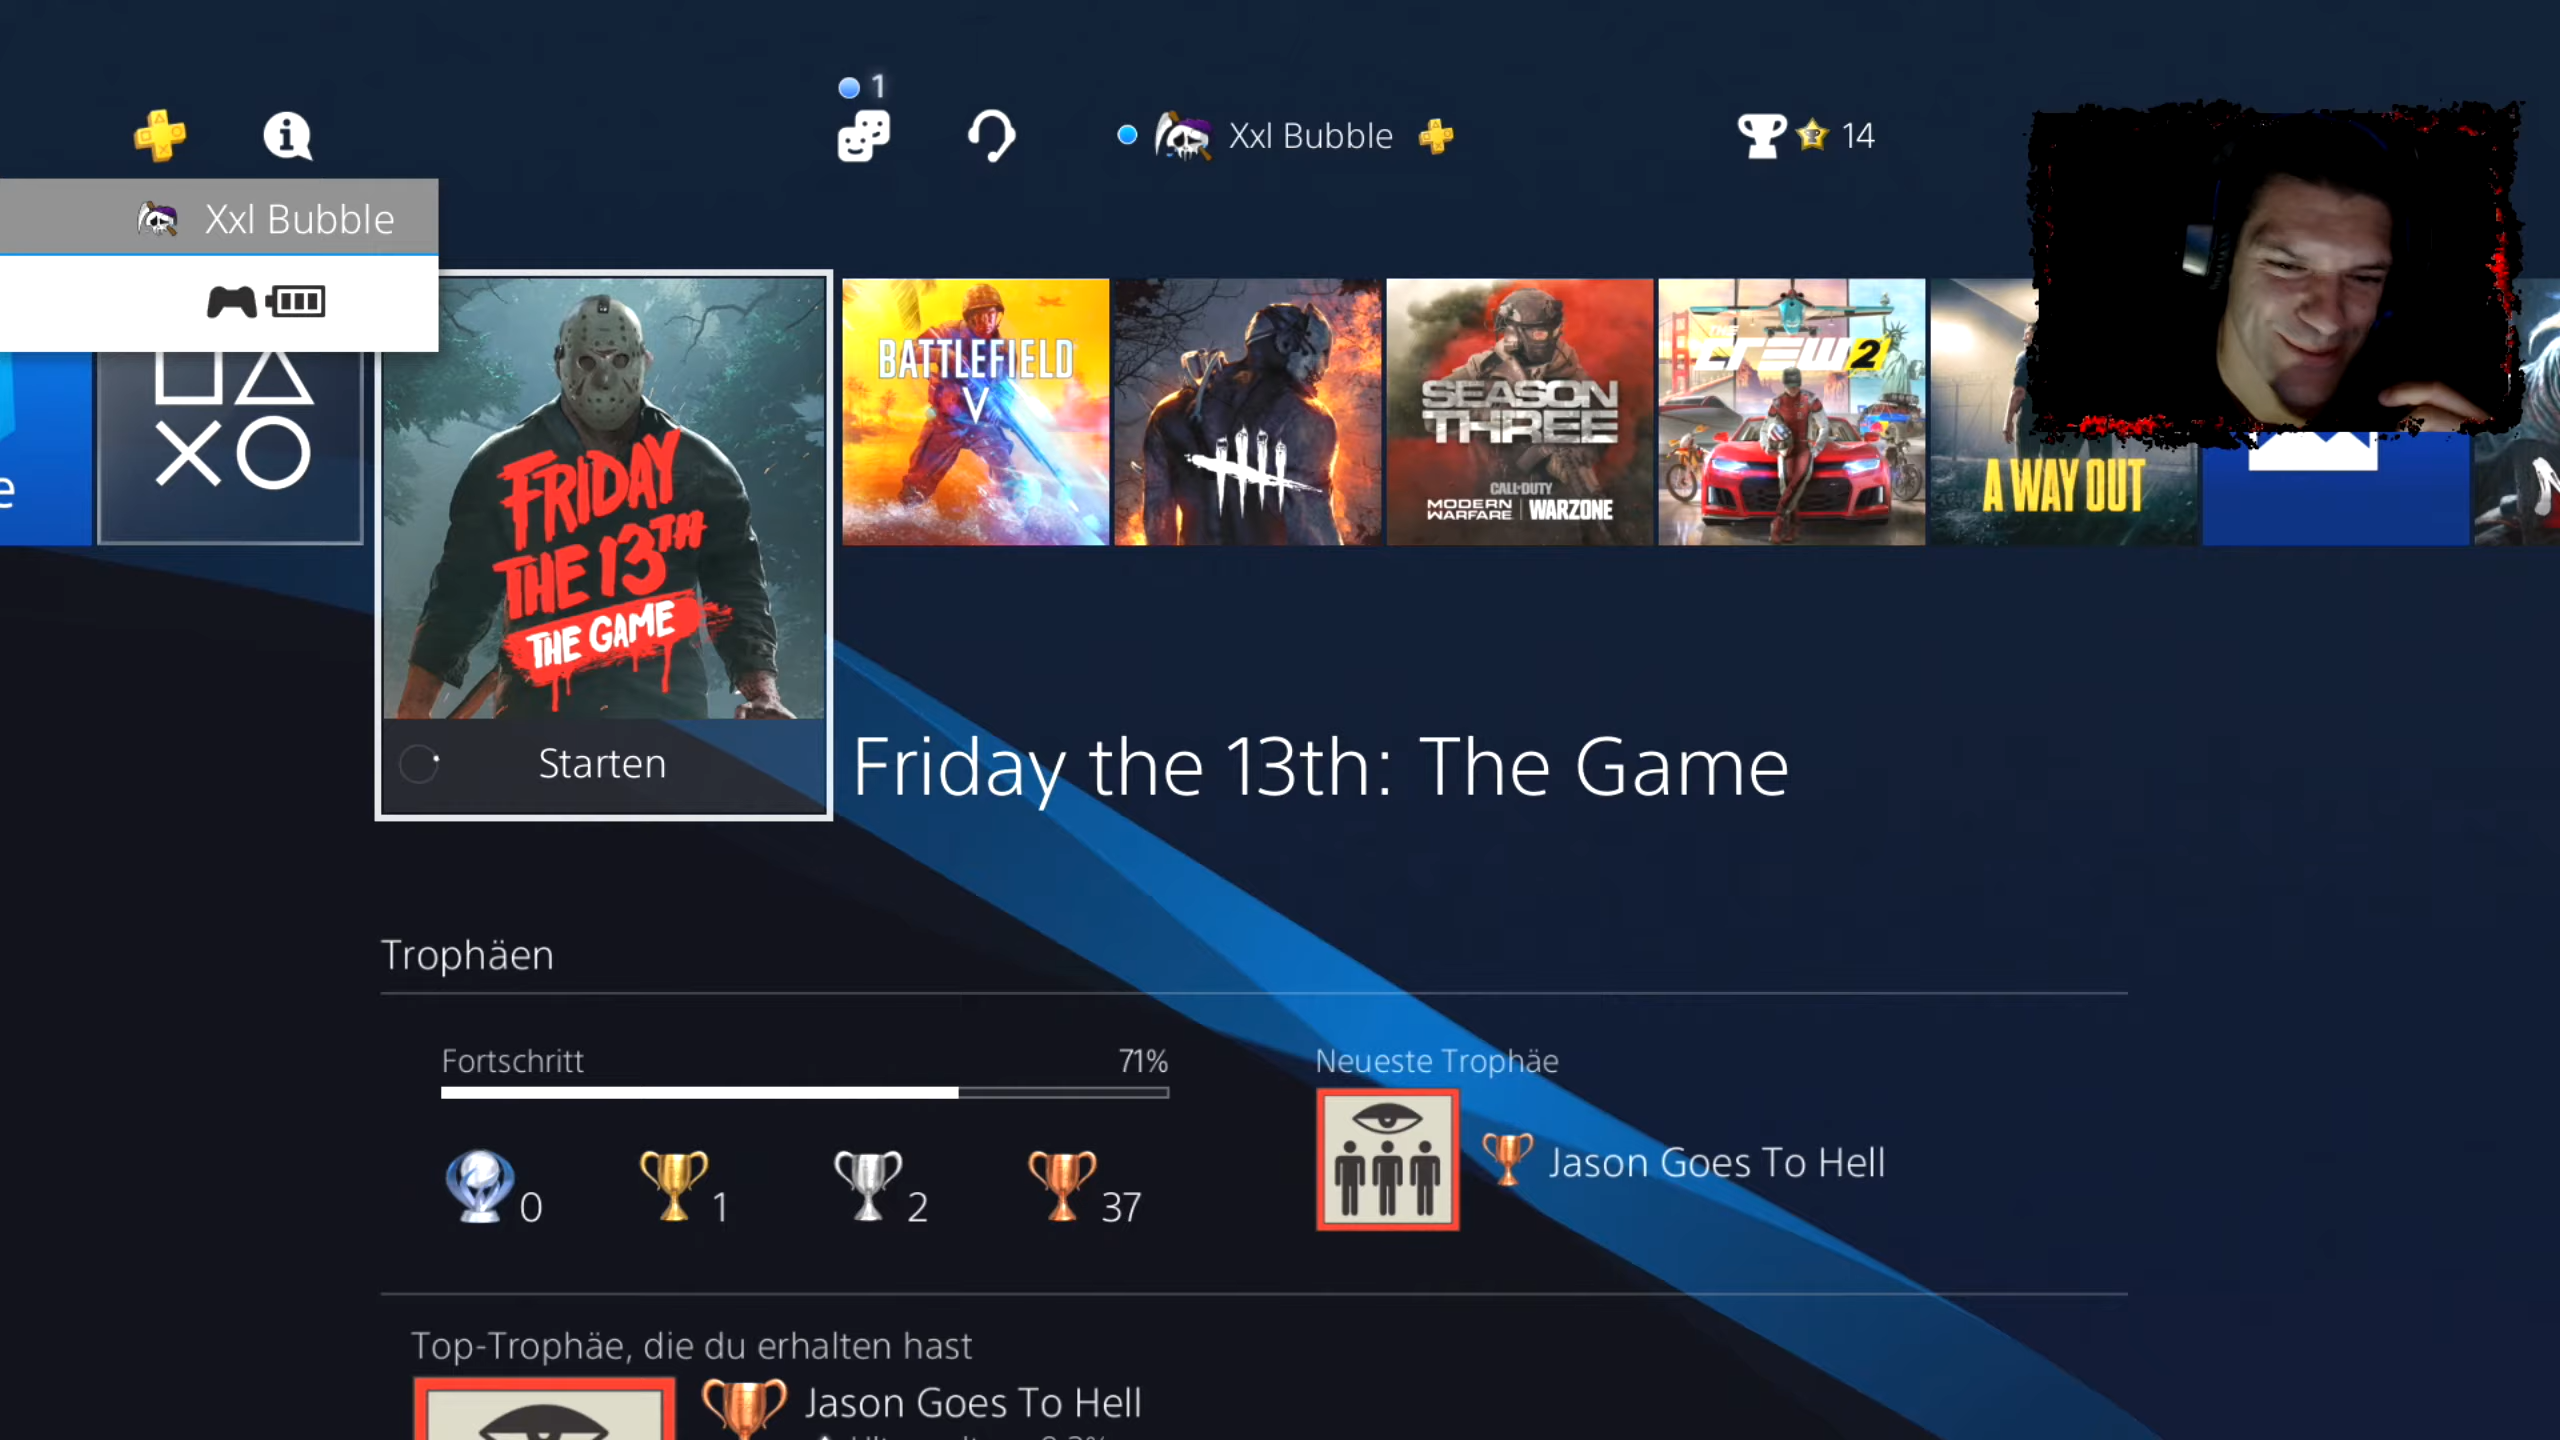 1
Xxl Bubble
14
Xxl Bubble
e
FRIDAY
THE 13TH
THE GAME
BATTLEFIELD
V
SEASON
THREE
CALL OF DUTY
MODERN
WARFARE | WARZONE
THE
CREW 2
A WAY OUT
Starten
Friday the 13th: The Game
Trophäen
Fortschritt
71%
Neueste Trophäe
0
1
2
37
Jason Goes To Hell
Top-Trophäe, die du erhalten hast
Jason Goes To Hell